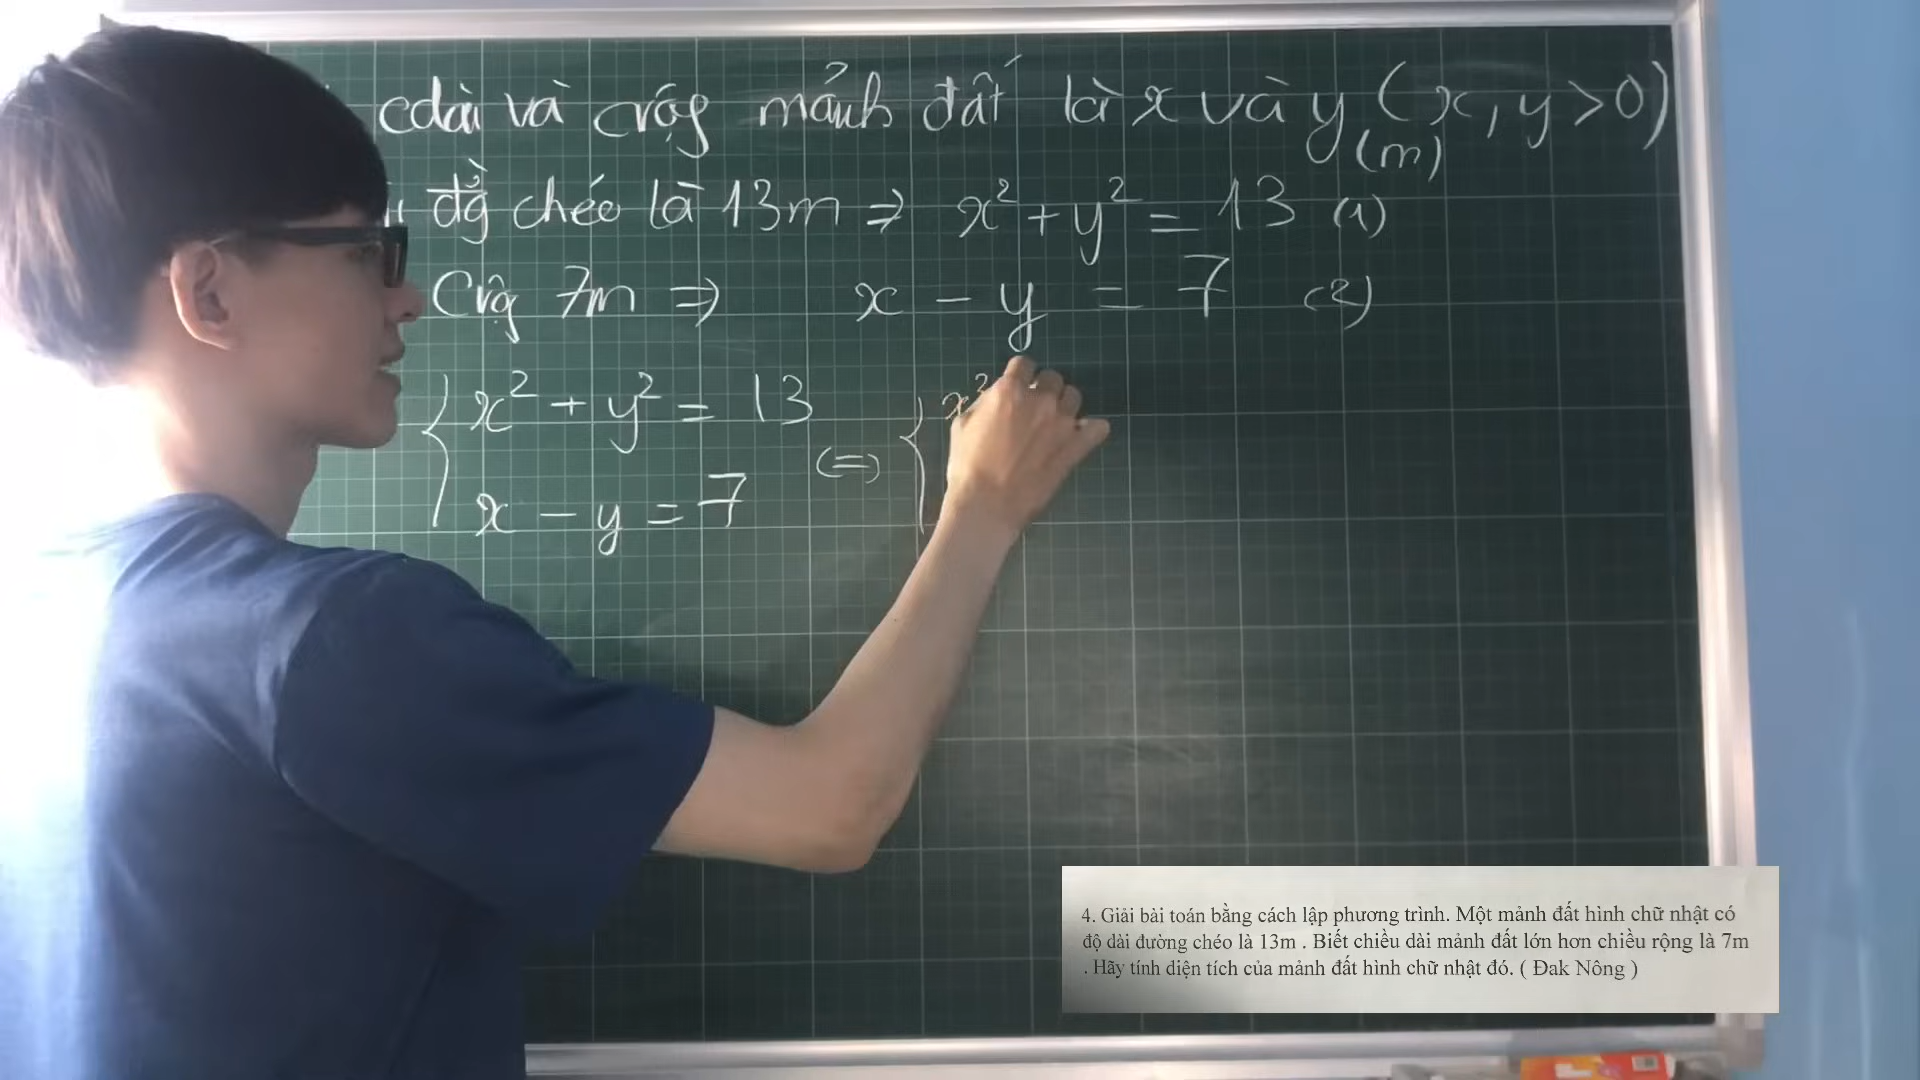 cdài và crộg mảnh đất là x và y (x, y > 0)
(m)
đg chéo là 13m => x² + y² = 13 (1)
Crộg 7m => x - y = 7 (2)
{ x² + y² = 13
x - y = 7
<=> { x²
4. Giải bài toán bằng cách lập phương trình. Một mảnh đất hình chữ nhật có
độ dài đường chéo là 13m . Biết chiều dài mảnh đất lớn hơn chiều rộng là 7m
. Hãy tính diện tích của mảnh đất hình chữ nhật đó. ( Đak Nông )